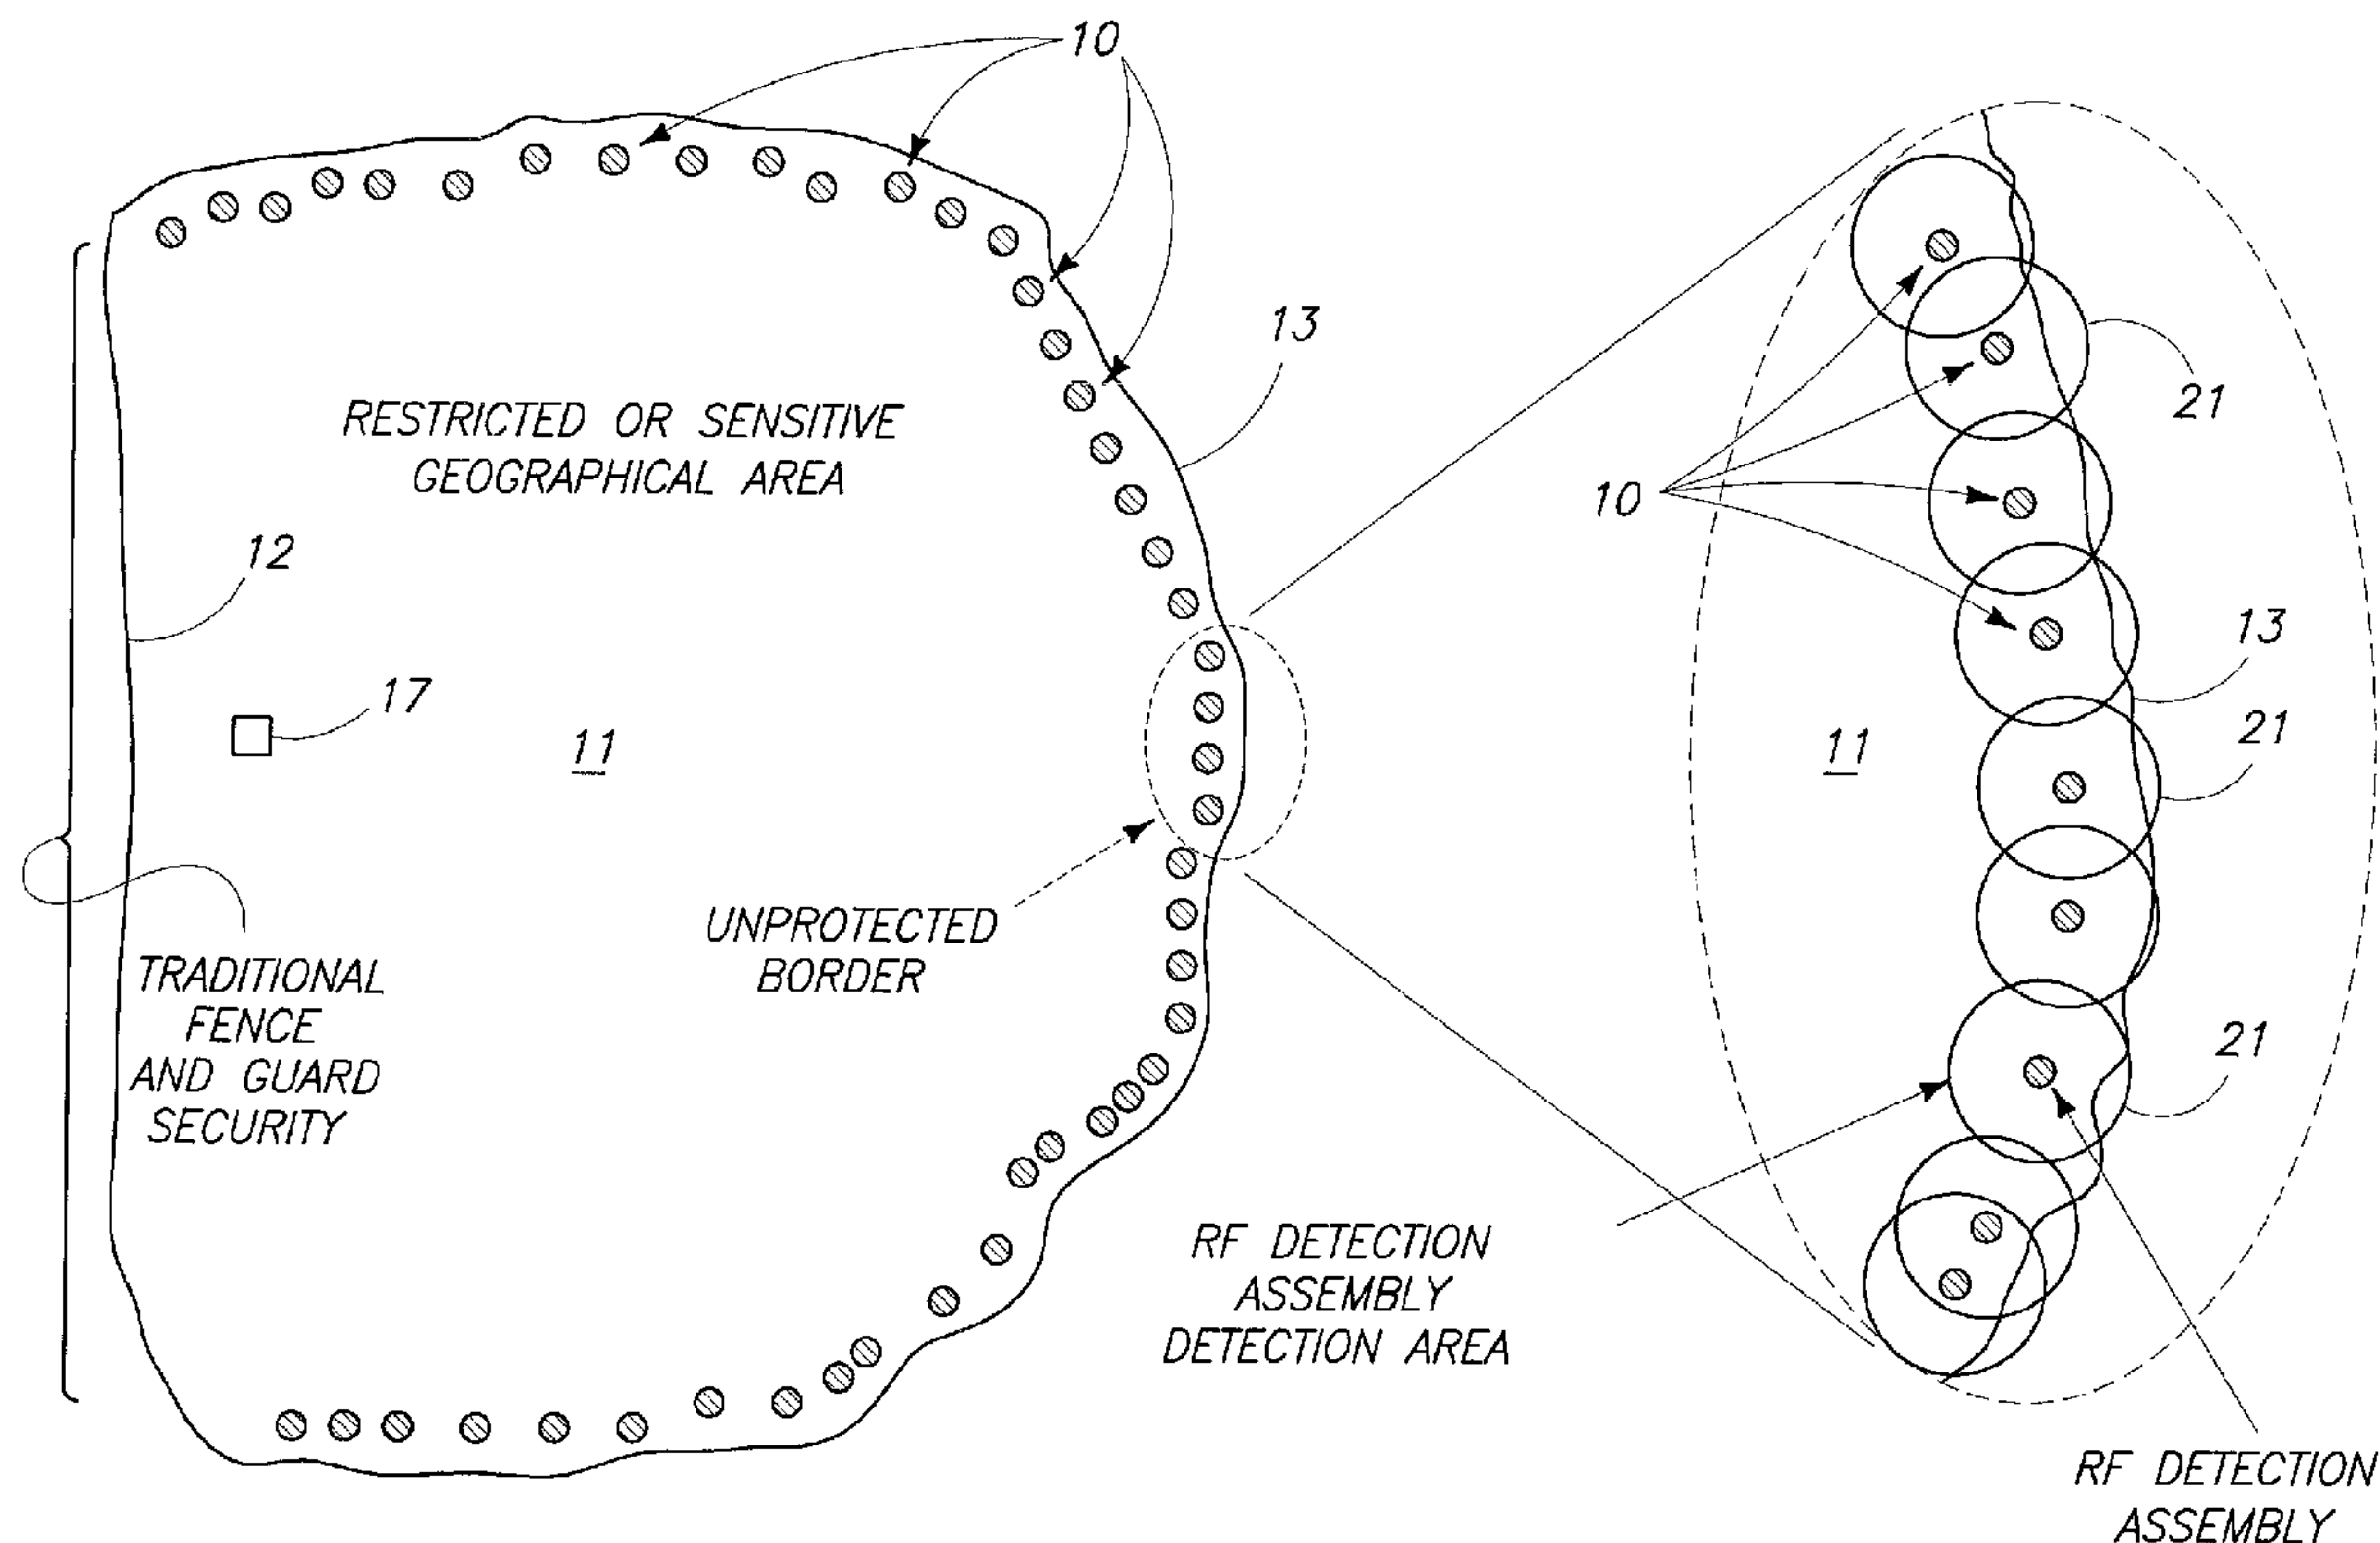 10
13
RESTRICTED OR SENSITIVE
GEOGRAPHICAL AREA
12
17
11
UNPROTECTED
BORDER
TRADITIONAL
FENCE
AND GUARD
SECURITY
21
10
13
11
21
21
RF DETECTION
ASSEMBLY
DETECTION AREA
RF DETECTION
ASSEMBLY